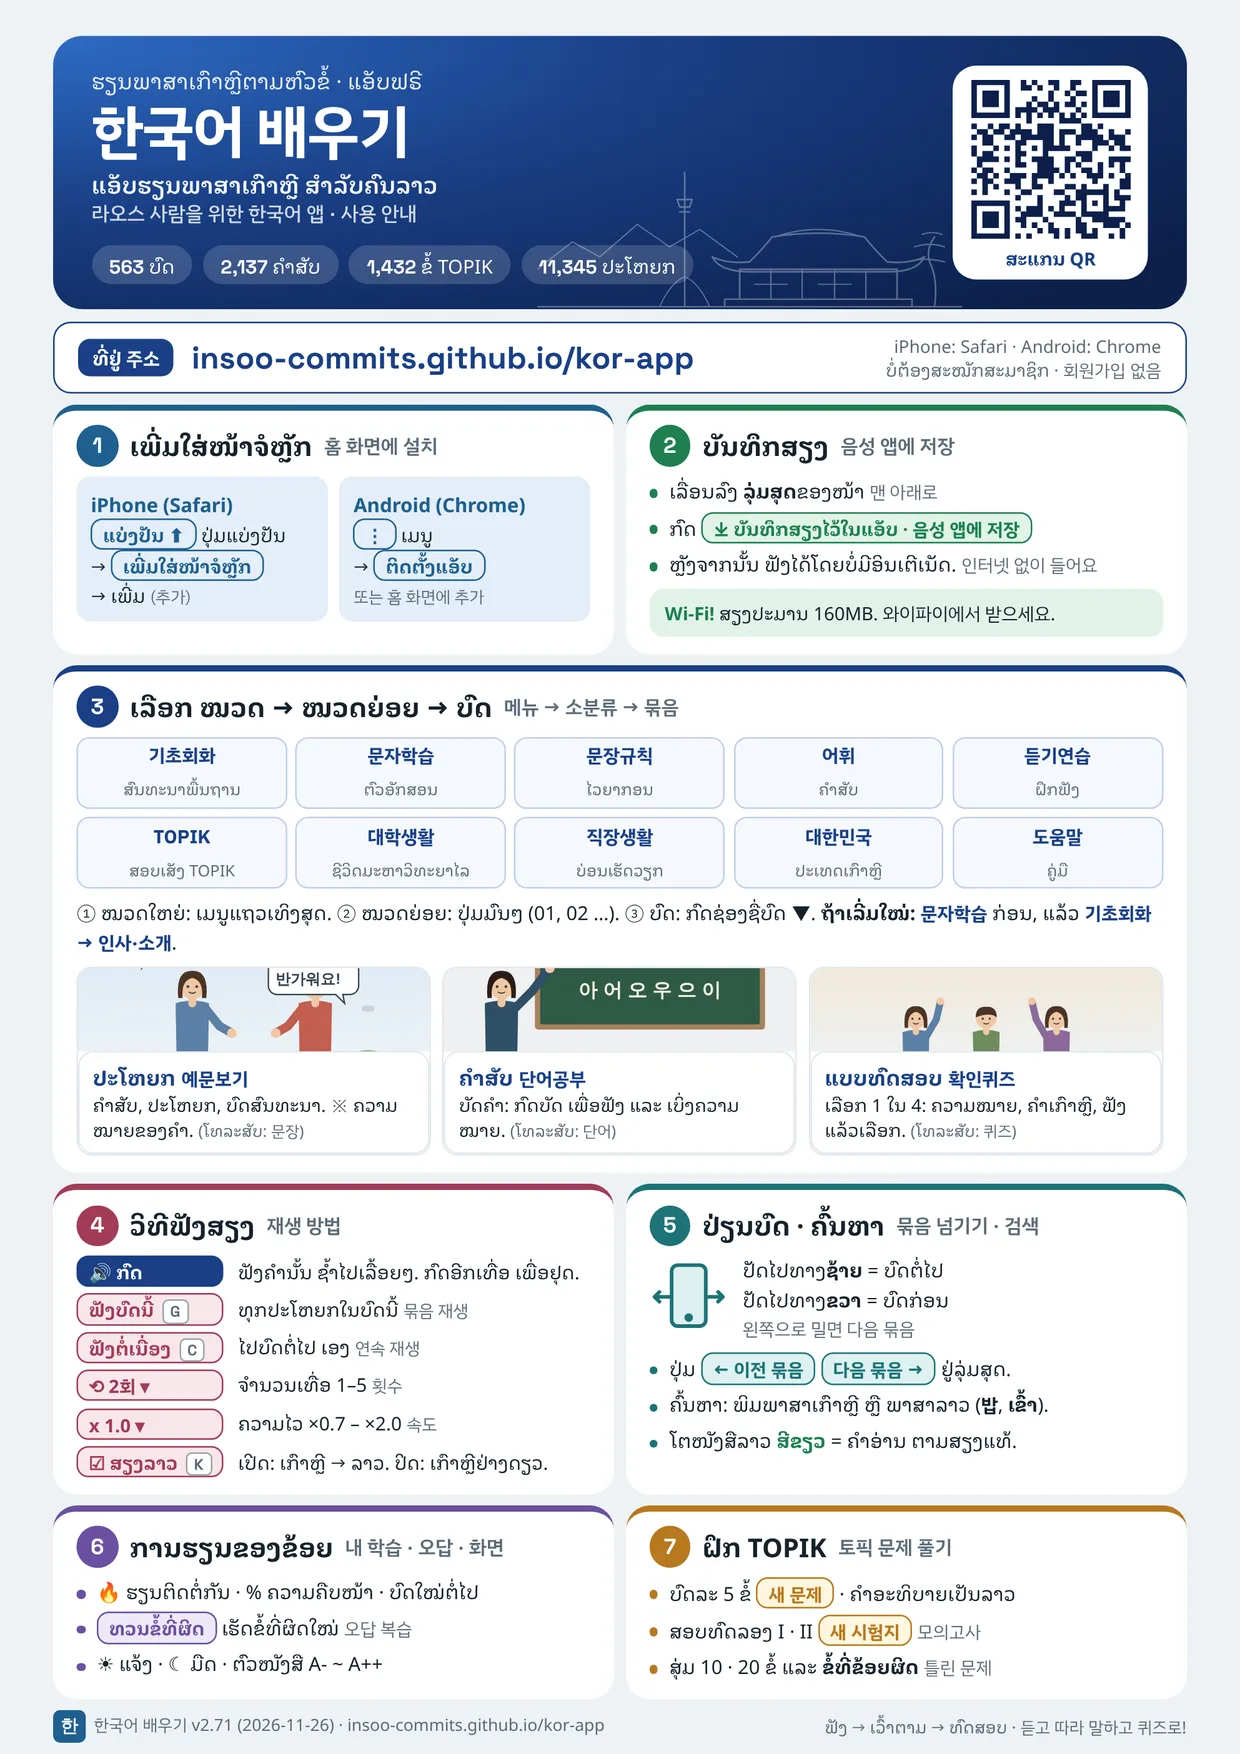 ຮຽນພາສາເກົາຫຼີຕາມຫົວຂໍ້ · ແອັບຟຣີ
한국어 배우기
ແອັບຮຽນພາສາເກົາຫຼີ ສຳລັບຄົນລາວ
라오스 사람을 위한 한국어 앱 · 사용 안내
563 ບົດ
2,137 ຄຳສັບ
1,432 ຂໍ້ TOPIK
11,345 ປະໂຫຍກ
ສະແກນ QR
ທີ່ຢູ່ 주소
insoo-commits.github.io/kor-app
iPhone: Safari · Android: Chrome
ບໍ່ຕ້ອງສະໝັກສະມາຊິກ · 회원가입 없음
1 ເພີ່ມໃສ່ໜ້າຈໍຫຼັກ 홈 화면에 설치
iPhone (Safari)
ແບ່ງປັນ ⬆ ປຸ່ມແບ່ງປັນ
→ ເພີ່ມໃສ່ໜ້າຈໍຫຼັກ
→ ເພີ່ມ (추가)
Android (Chrome)
⋮ ເມນູ
→ ຕິດຕັ້ງແອັບ
또는 홈 화면에 추가
2 ບັນທຶກສຽງ 음성 앱에 저장
• ເລື່ອນລົງ ລຸ່ມສຸດຂອງໜ້າ 맨 아래로
• ກົດ ⤓ ບັນທຶກສຽງໄວ້ໃນແອັບ · 음성 앱에 저장
• ຫຼັງຈາກນັ້ນ ຟັງໄດ້ໂດຍບໍ່ມີອິນເຕີເນັດ. 인터넷 없이 들어요
Wi-Fi! ສຽງປະມານ 160MB. 와이파이에서 받으세요.
3 ເລືອກ ໝວດ → ໝວດຍ່ອຍ → ບົດ 메뉴 → 소분류 → 묶음
기초회화
ສົນທະນາພື້ນຖານ
문자학습
ຕົວອັກສອນ
문장규칙
ໄວຍາກອນ
어휘
ຄຳສັບ
듣기연습
ຝຶກຟັງ
TOPIK
ສອບເສັງ TOPIK
대학생활
ຊີວິດມະຫາວິທະຍາໄລ
직장생활
ບ່ອນເຮັດວຽກ
대한민국
ປະເທດເກົາຫຼີ
도움말
ຄູ່ມື
① ໝວດໃຫຍ່: ເມນູແຖວເທິງສຸດ. ② ໝວດຍ່ອຍ: ປຸ່ມມົນໆ (01, 02 ...). ③ ບົດ: ກົດຊ່ອງຊື່ບົດ ▼. ຖ້າເລີ່ມໃໝ່: 문자학습 ກ່ອນ, ແລ້ວ 기초회화
→ 인사·소개.
반가워요!
아 어 오 우 으 이
ປະໂຫຍກ 예문보기
ຄຳສັບ, ປະໂຫຍກ, ບົດສົນທະນາ. ※ ຄວາມ
ໝາຍຂອງຄຳ. (ໂທລະສັບ: 문장)
ຄຳສັບ 단어공부
ບັດຄຳ: ກົດບັດ ເພື່ອຟັງ ແລະ ເບິ່ງຄວາມ
ໝາຍ. (ໂທລະສັບ: 단어)
ແບບທົດສອບ 확인퀴즈
ເລືອກ 1 ໃນ 4: ຄວາມໝາຍ, ຄຳເກົາຫຼີ, ຟັງ
ແລ້ວເລືອກ. (ໂທລະສັບ: 퀴즈)
4 ວິທີຟັງສຽງ 재생 방법
🔊 ກົດ ຟັງຄຳນັ້ນ ຊ້ຳໄປເລື້ອຍໆ. ກົດອີກເທື່ອ ເພື່ອຢຸດ.
ຟັງບົດນີ້ G ທຸກປະໂຫຍກໃນບົດນີ້ 묶음 재생
ຟັງຕໍ່ເນື່ອງ C ໄປບົດຕໍ່ໄປ ເອງ 연속 재생
⟲ 2회 ▾ ຈຳນວນເທື່ອ 1–5 횟수
x 1.0 ▾ ຄວາມໄວ ×0.7 – ×2.0 속도
☑ ສຽງລາວ K ເປີດ: ເກົາຫຼີ → ລາວ. ປິດ: ເກົາຫຼີຢ່າງດຽວ.
5 ປ່ຽນບົດ · ຄົ້ນຫາ 묶음 넘기기 · 검색
ປັດໄປທາງຊ້າຍ = ບົດຕໍ່ໄປ
ປັດໄປທາງຂວາ = ບົດກ່ອນ
왼쪽으로 밀면 다음 묶음
• ປຸ່ມ ← 이전 묶음 다음 묶음 → ຢູ່ລຸ່ມສຸດ.
• ຄົ້ນຫາ: ພິມພາສາເກົາຫຼີ ຫຼື ພາສາລາວ (밥, ເຂົ້າ).
• ໂຕໜັງສືລາວ ສີຂຽວ = ຄຳອ່ານ ຕາມສຽງແທ້.
6 ການຮຽນຂອງຂ້ອຍ 내 학습 · 오답 · 화면
• 🔥 ຮຽນຕິດຕໍ່ກັນ · % ຄວາມຄືບໜ້າ · ບົດໃໝ່ຕໍ່ໄປ
• ທວນຂໍ້ທີ່ຜິດ ເຮັດຂໍ້ທີ່ຜິດໃໝ່ 오답 복습
• ☀ ແຈ້ງ · ☾ ມືດ · ຕົວໜັງສື A- ~ A++
7 ຝຶກ TOPIK 토픽 문제 풀기
• ບົດລະ 5 ຂໍ້ 새 문제 · ຄຳອະທິບາຍເປັນລາວ
• ສອບທົດລອງ I · II 새 시험지 모의고사
• ສຸ່ມ 10 · 20 ຂໍ້ ແລະ ຂໍ້ທີ່ຂ້ອຍຜິດ 틀린 문제
한 한국어 배우기 v2.71 (2026-11-26) · insoo-commits.github.io/kor-app
ຟັງ → ເວົ້າຕາມ → ທົດສອບ · 듣고 따라 말하고 퀴즈로!